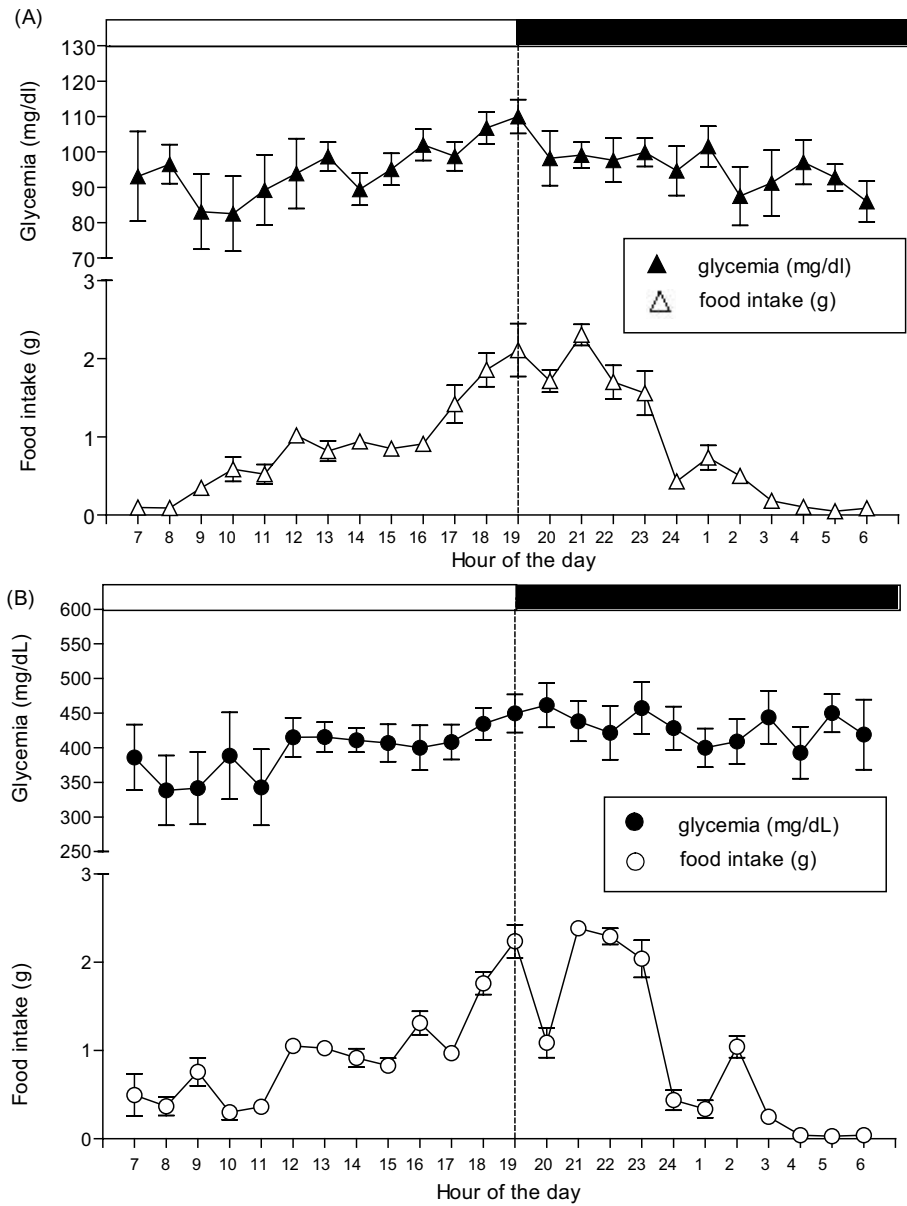 (A)
130
120
110
100
90
80
70
Glycemia (mg/dl)
glycemia (mg/dl)
food intake (g)
3
2
1
0
Food intake (g)
7 8 9 10 11 12 13 14 15 16 17 18 19 20 21 22 23 24 1 2 3 4 5 6
Hour of the day
(B)
600
550
500
450
400
350
300
250
Glycemia (mg/dL)
glycemia (mg/dL)
food intake (g)
3
2
1
0
Food intake (g)
7 8 9 10 11 12 13 14 15 16 17 18 19 20 21 22 23 24 1 2 3 4 5 6
Hour of the day